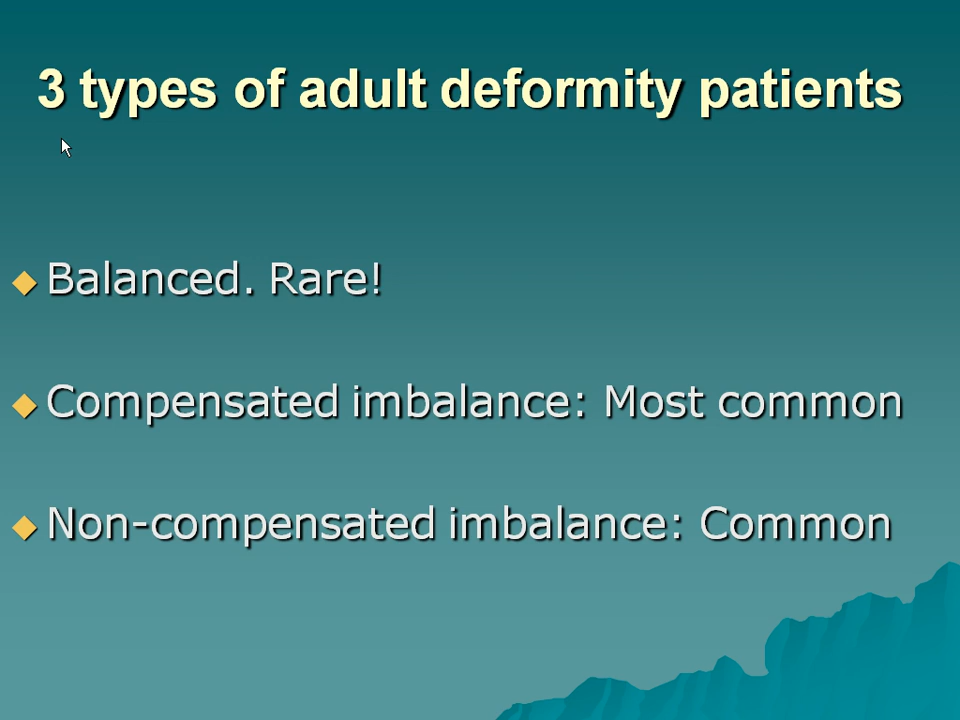 3 types of adult deformity patients
Balanced. Rare!
Compensated imbalance: Most common
Non-compensated imbalance: Common